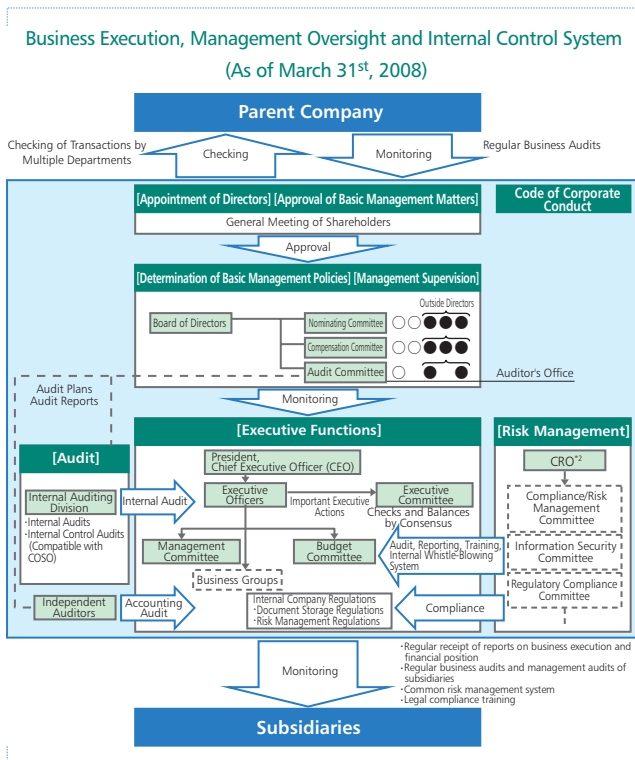 Business Execution, Management Oversight and Internal Control System
(As of March 31st, 2008)
Parent Company
Checking of Transactions by
Multiple Departments
Checking
Monitoring
Regular Business Audits
[Appointment of Directors] [Approval of Basic Management Matters]
General Meeting of Shareholders
Code of Corporate
Conduct
Approval
[Determination of Basic Management Policies] [Management Supervision]
Outside Directors
Board of Directors
Nominating Committee
Compensation Committee
Audit Committee
Auditor's Office
Audit Plans
Audit Reports
Monitoring
[Executive Functions]
[Risk Management]
[Audit]
President,
Chief Executive Officer (CEO)
CRO*2
Internal Auditing
Division
Internal Audit
Executive
Officers
Important Executive
Actions
Executive
Committee
Checks and Balances
by Consensus
Compliance/Risk
Management
Committee
·Internal Audits
·Internal Control Audits
(Compatible with
COSO)
Management
Committee
Budget
Committee
Audit, Reporting, Training,
Internal Whistle-Blowing
System
Information Security
Committee
Business Groups
Regulatory Compliance
Committee
Independent
Auditors
Accounting
Audit
Internal Company Regulations
·Document Storage Regulations
·Risk Management Regulations
Compliance
Monitoring
·Regular receipt of reports on business execution and
financial position
·Regular business audits and management audits of
subsidiaries
·Common risk management system
·Legal compliance training
Subsidiaries